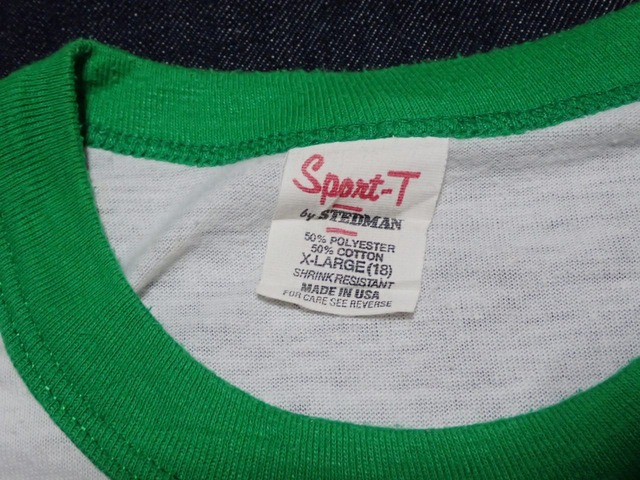 Sport-T
by STEDMAN
50% POLYESTER
50% COTTON
X-LARGE (18)
SHRINK RESISTANT
MADE IN USA
FOR CARE SEE REVERSE